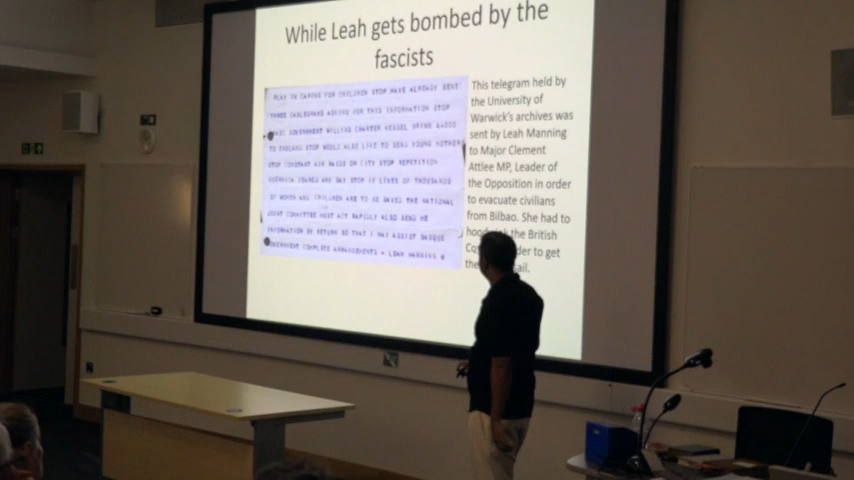 While Leah gets bombed by the
fascists
PLAN ON CARING FOR CHILDREN STOP HAVE ALREADY SENT
THREE CABLEGRAMS ASKING FOR THIS INFORMATION STOP
GOVERNMENT WILLING CHARTER VESSEL BRING
TO ENGLAND STOP WOULD ALSO LIKE TO SEND YOUNG MOTHERS
STOP CONSTANT AIR RAIDS ON CITY STOP REPETITION
GUERNICA FEARED ANY DAY STOP IF LIVES OF THOUSANDS
OF WOMEN AND CHILDREN ARE TO BE SAVED THE NATIONAL
JOINT COMMITTEE MUST ACT RAPIDLY ALSO SEND ME
INFORMATION BY RETURN SO THAT I MAY ASSIST BASQUE
GOVERNMENT COMPLETE ARRANGEMENTS = LEAH MANNING
This telegram held by
the University of
Warwick's archives was
sent by Leah Manning
to Major Clement
Attlee MP, Leader of
the Opposition in order
to evacuate civilians
from Bilbao. She had to
the British
to get